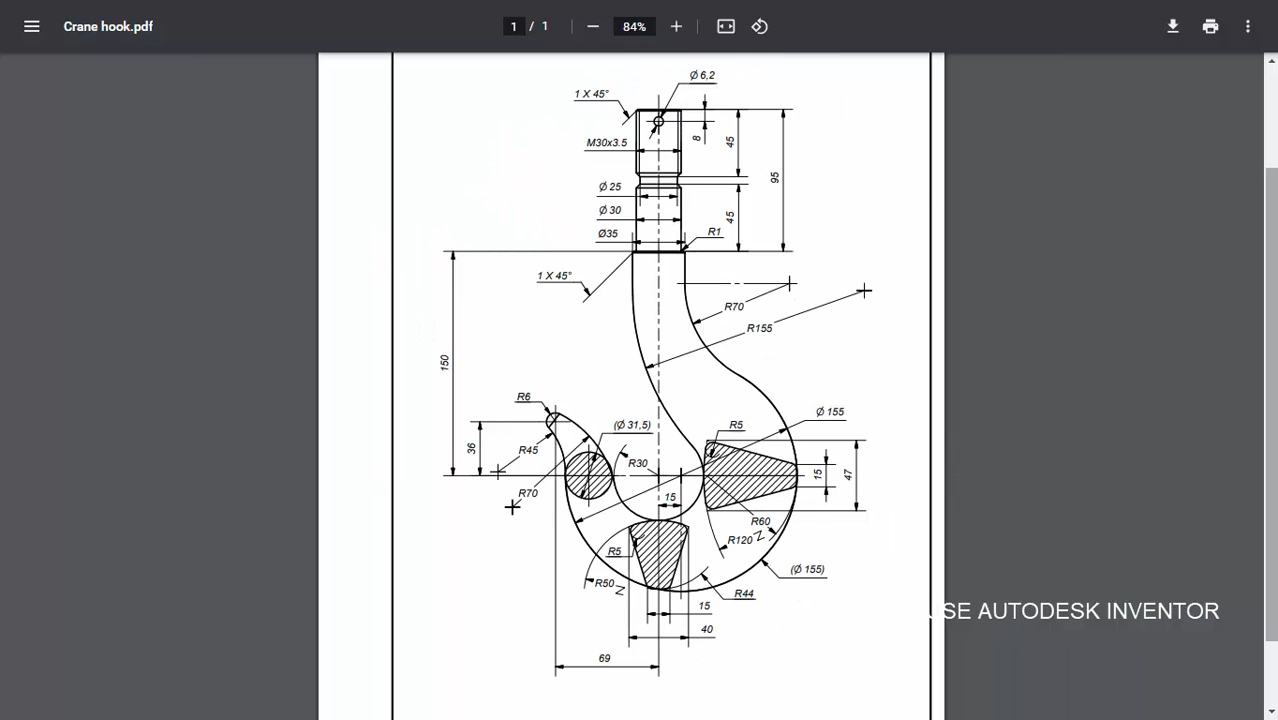 Crane hook.pdf
1 / 1
84%
Ø 6,2
1 X 45°
M30x3.5
8
45
95
Ø 25
Ø 30
45
Ø35
R1
1 X 45°
R70
R155
150
R6
Ø 155
(Ø 31,5)
R5
R45
36
R30
15
47
R70
15
R60
R120
Z
R5
(Ø 155)
R50
Z
R44
15
40
69
SE AUTODESK INVENTOR